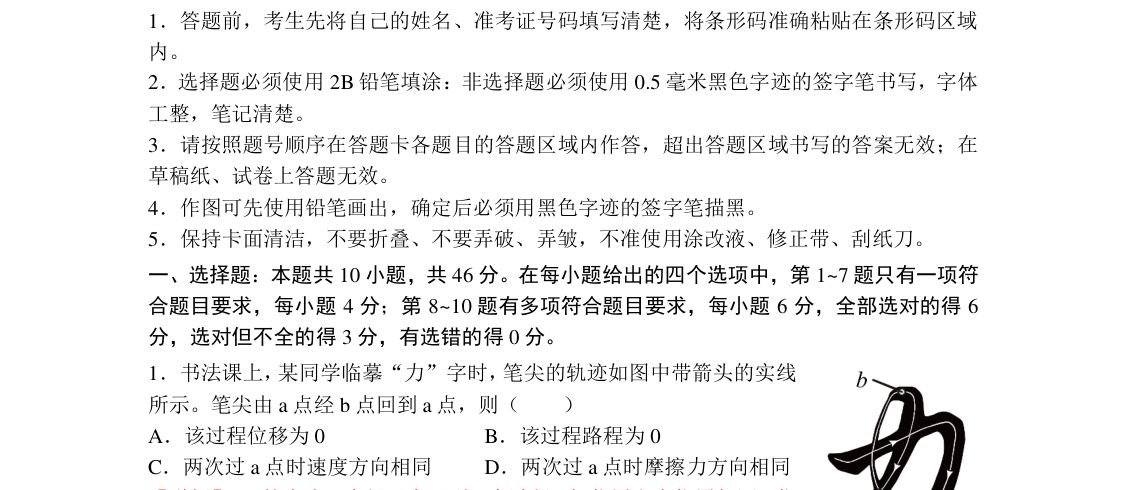 1．答题前，考生先将自己的姓名、准考证号码填写清楚，将条形码准确粘贴在条形码区域
内。
2．选择题必须使用 2B 铅笔填涂：非选择题必须使用 0.5 毫米黑色字迹的签字笔书写，字体
工整，笔记清楚。
3．请按照题号顺序在答题卡各题目的答题区域内作答，超出答题区域书写的答案无效；在
草稿纸、试卷上答题无效。
4．作图可先使用铅笔画出，确定后必须用黑色字迹的签字笔描黑。
5．保持卡面清洁，不要折叠、不要弄破、弄皱，不准使用涂改液、修正带、刮纸刀。
一、选择题：本题共 10 小题，共 46 分。在每小题给出的四个选项中，第 1~7 题只有一项符
合题目要求，每小题 4 分；第 8~10 题有多项符合题目要求，每小题 6 分，全部选对的得 6
分，选对但不全的得 3 分，有选错的得 0 分。
1．书法课上，某同学临摹“力”字时，笔尖的轨迹如图中带箭头的实线
所示。笔尖由 a 点经 b 点回到 a 点，则（　　）
A．该过程位移为 0　　B．该过程路程为 0
C．两次过 a 点时速度方向相同　　D．两次过 a 点时摩擦力方向相同
b